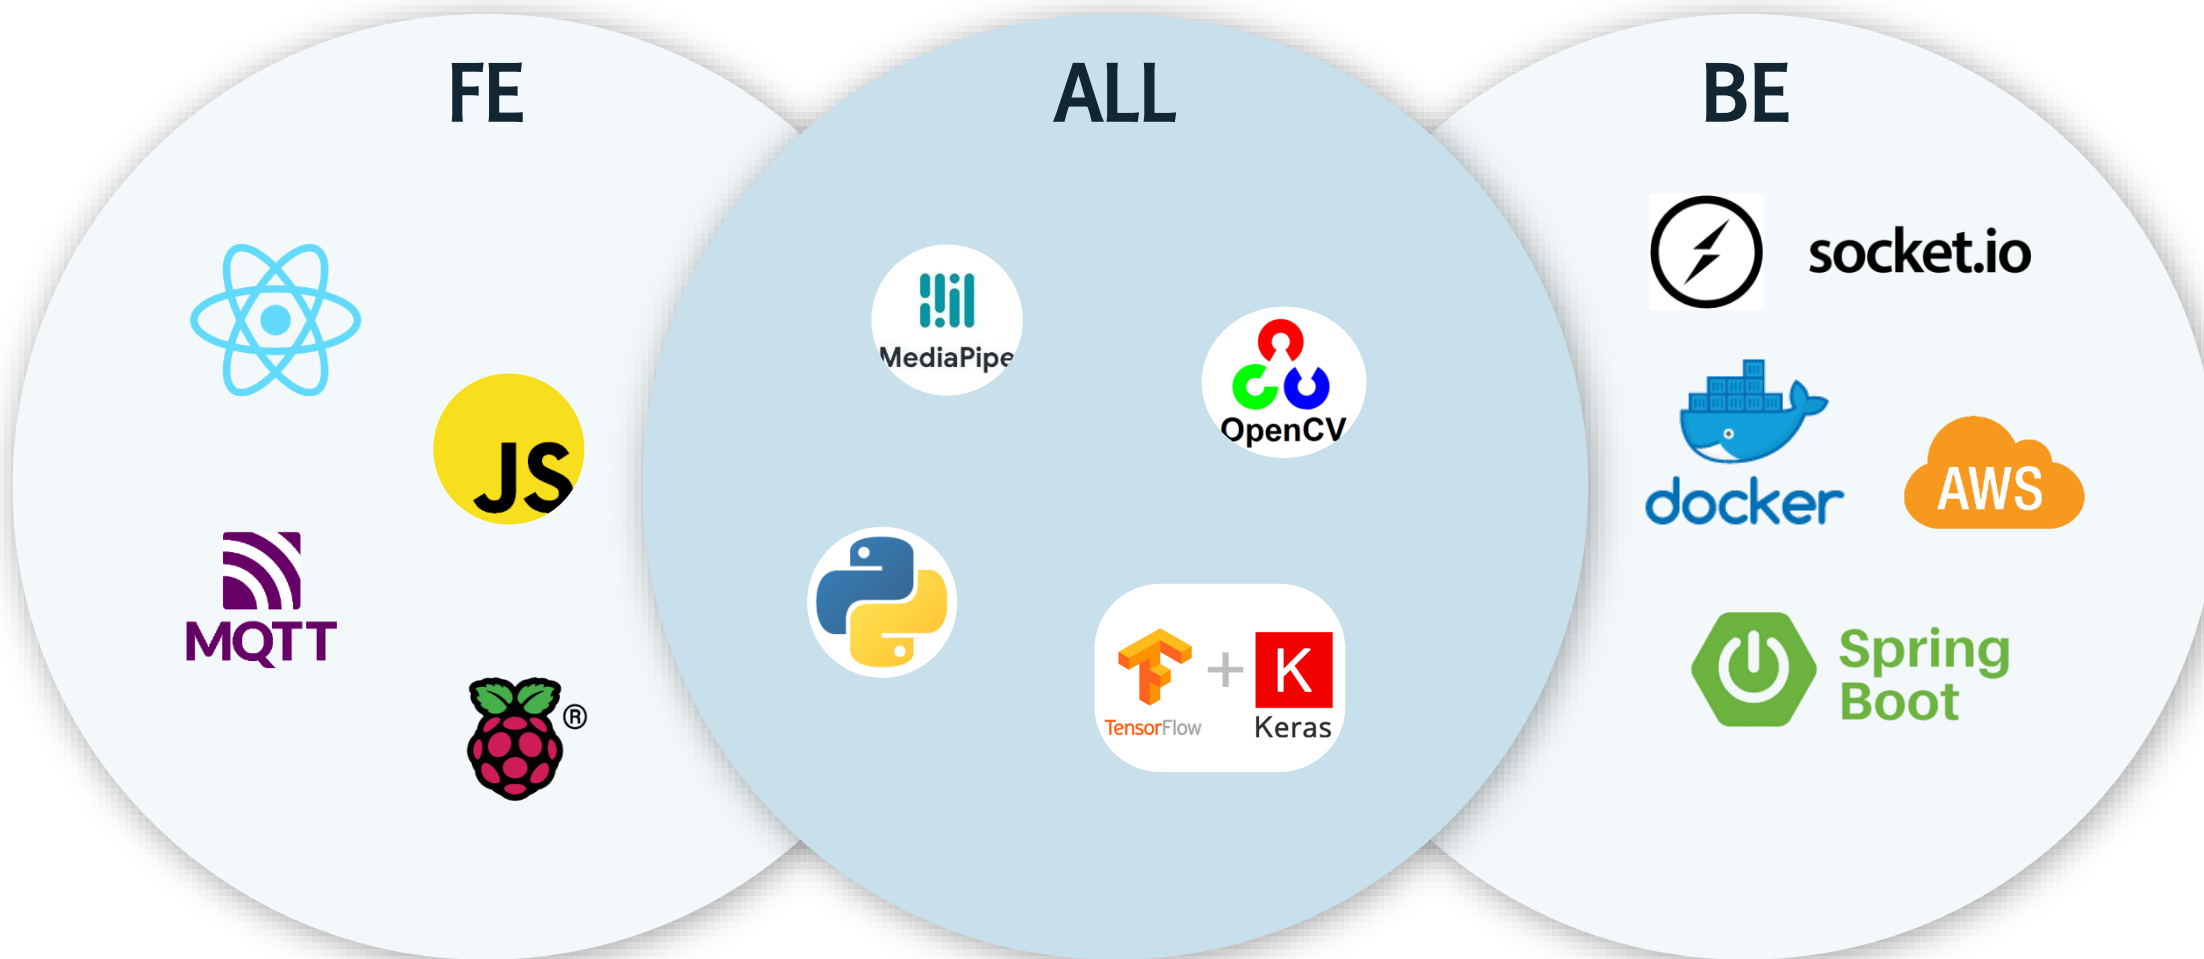 FE
JS
MQTT
®
ALL
MediaPipe
OpenCV
TensorFlow
+
K
Keras
BE
socket.io
docker
AWS
Spring
Boot